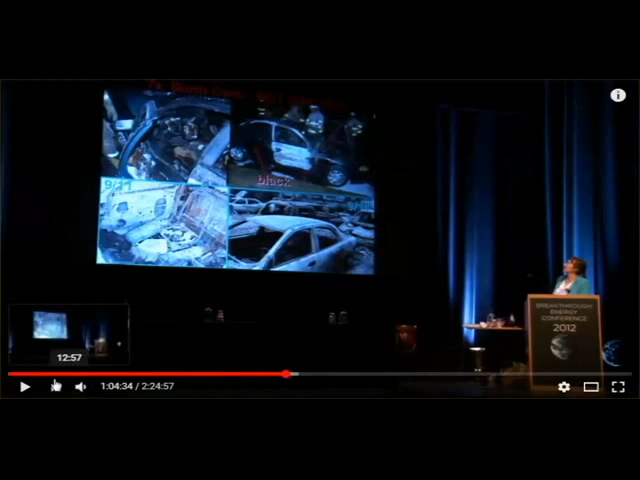 9/11
black
BREAKTHROUGH
ENERGY
CONFERENCE
2012
12:57
1:04:34 / 2:24:57